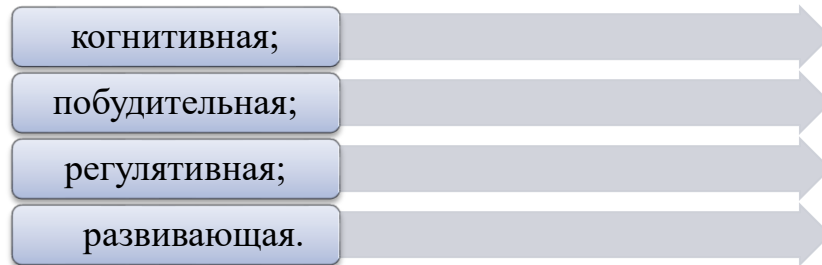 когнитивная;
побудительная;
регулятивная;
развивающая.